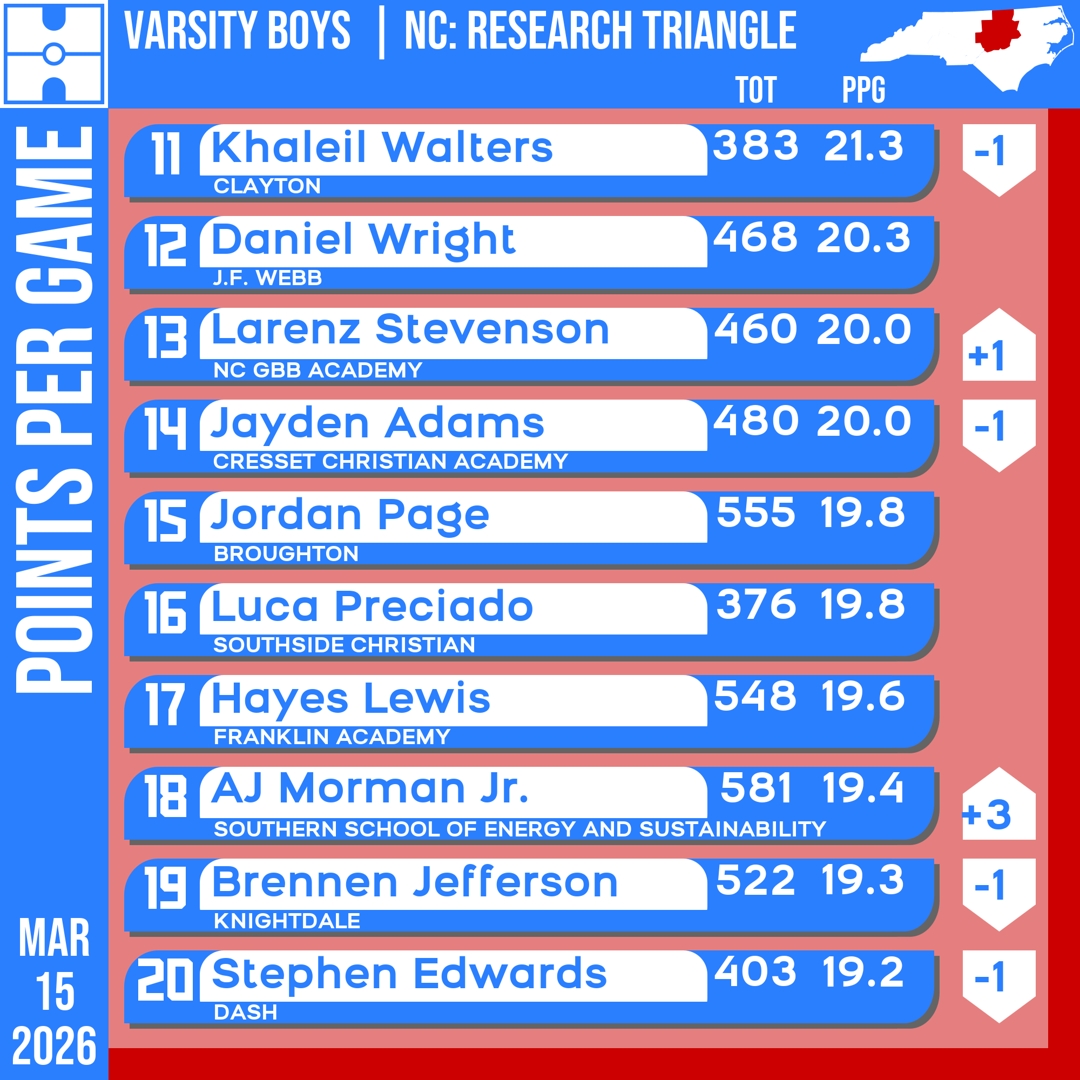 VARSITY BOYS | NC: RESEARCH TRIANGLE
TOT PPG
POINTS PER GAME
11 Khaleil Walters 383 21.3 -1
CLAYTON
12 Daniel Wright 468 20.3
J.F. WEBB
13 Larenz Stevenson 460 20.0 +1
NC GBB ACADEMY
14 Jayden Adams 480 20.0 -1
CRESSET CHRISTIAN ACADEMY
15 Jordan Page 555 19.8
BROUGHTON
16 Luca Preciado 376 19.8
SOUTHSIDE CHRISTIAN
17 Hayes Lewis 548 19.6
FRANKLIN ACADEMY
18 AJ Morman Jr. 581 19.4 +3
SOUTHERN SCHOOL OF ENERGY AND SUSTAINABILITY
19 Brennen Jefferson 522 19.3 -1
KNIGHTDALE
20 Stephen Edwards 403 19.2 -1
DASH
MAR
15
2026